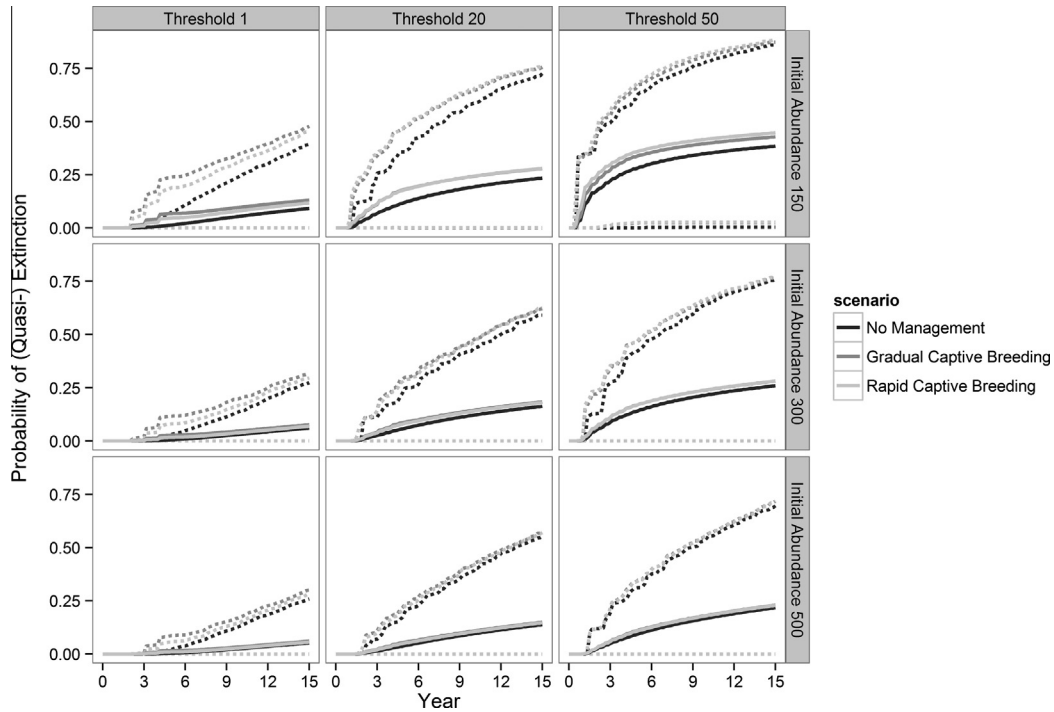 Threshold 1
Threshold 20
Threshold 50
Probability of (Quasi-) Extinction
0.75
0.50
0.25
0.00
Initial Abundance 150
0.75
0.50
0.25
0.00
Initial Abundance 300
0.75
0.50
0.25
0.00
Initial Abundance 500
0 3 6 9 12 15
0 3 6 9 12 15
0 3 6 9 12 15
Year
scenario
No Management
Gradual Captive Breeding
Rapid Captive Breeding